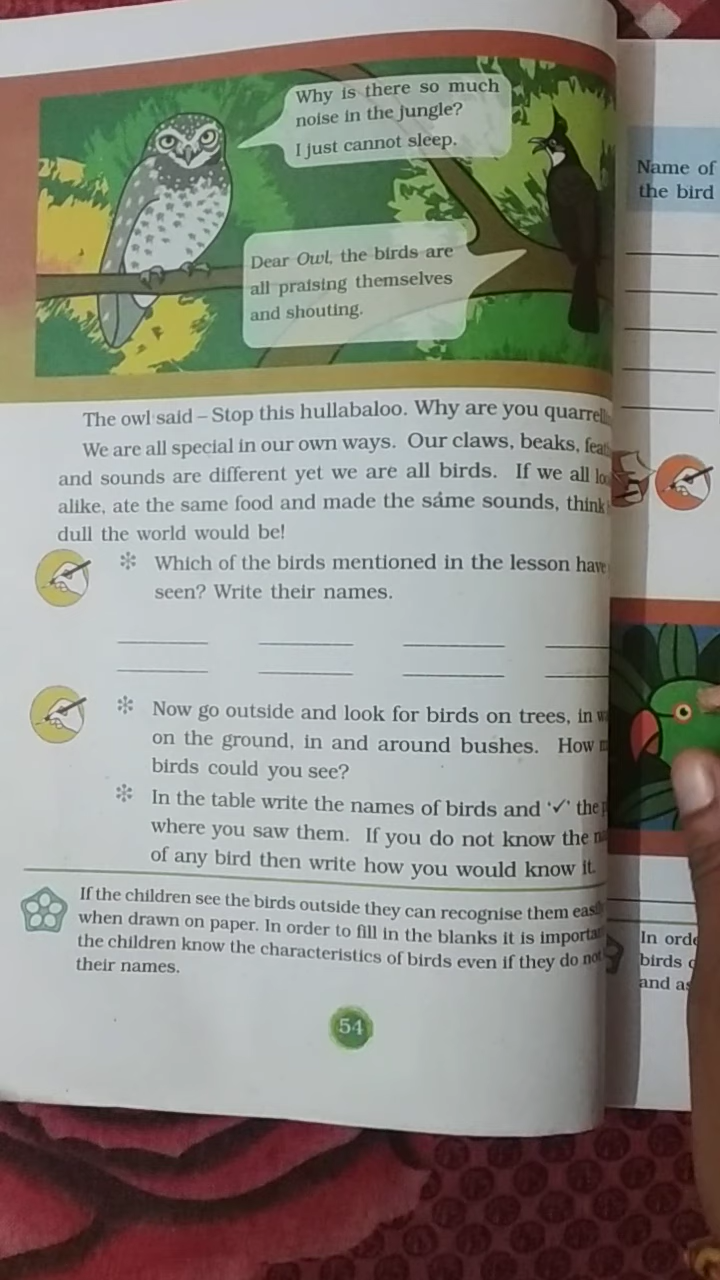 Why is there so much
noise in the jungle?
I just cannot sleep.
Dear Owl, the birds are
all praising themselves
and shouting.
The owl said – Stop this hullabaloo. Why are you
We are all special in our own ways. Our claws, beaks,
and sounds are different yet we are all birds. If we all
alike, ate the same food and made the same sounds, think
dull the world would be!
Which of the birds mentioned in the lesson have
seen? Write their names.
Now go outside and look for birds on trees, in
on the ground, in and around bushes. How
birds could you see?
In the table write the names of birds and ‘✓’ the
where you saw them. If you do not know the
of any bird then write how you would know it.
If the children see the birds outside they can recognise them
when drawn on paper. In order to fill in the blanks it is
the children know the characteristics of birds even if they do not
their names.
54
Name of
the bird
In
birds
and